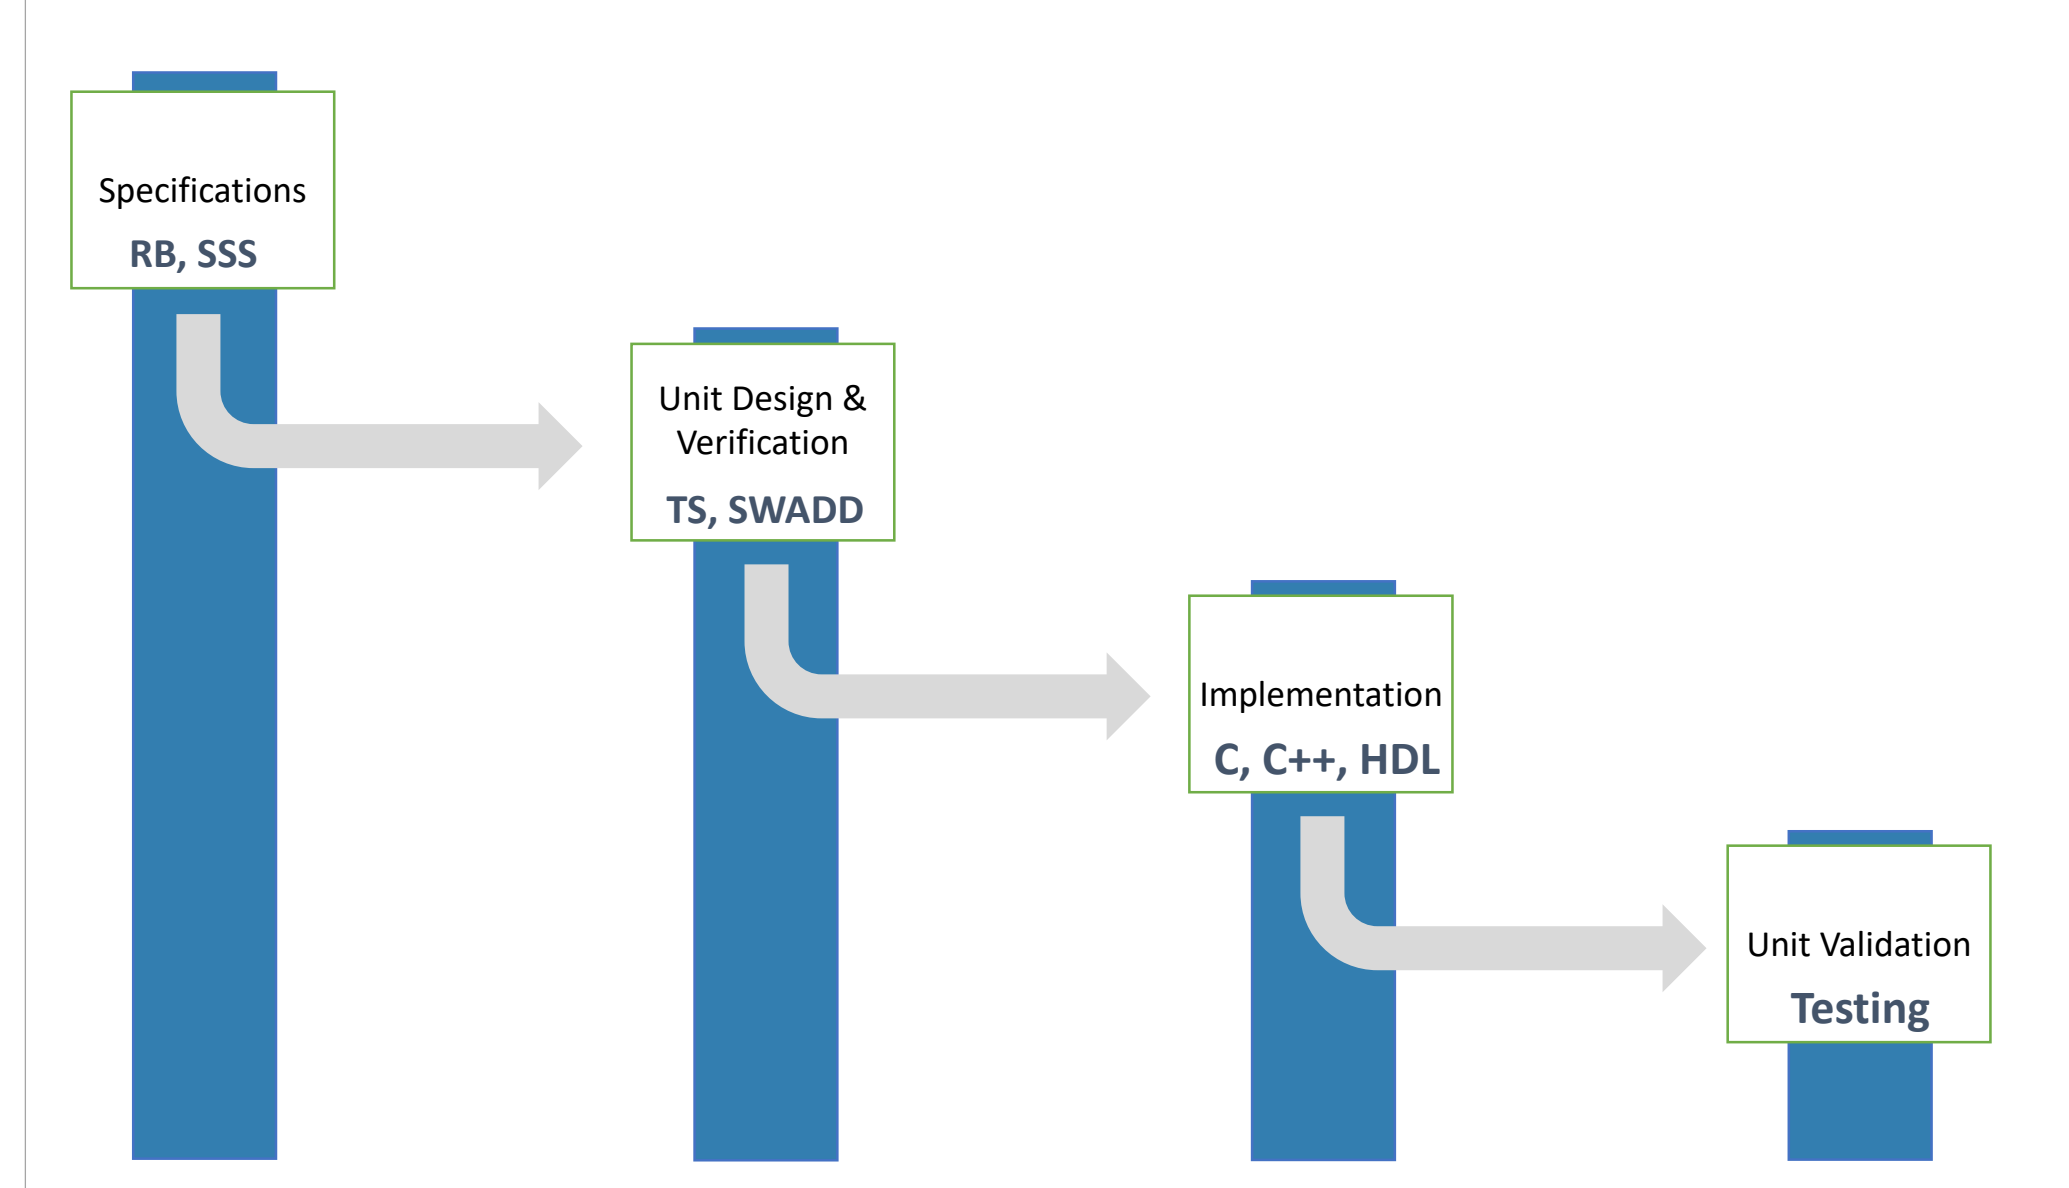 Specifications
RB, SSS
Unit Design &
Verification
TS, SWADD
Implementation
C, C++, HDL
Unit Validation
Testing